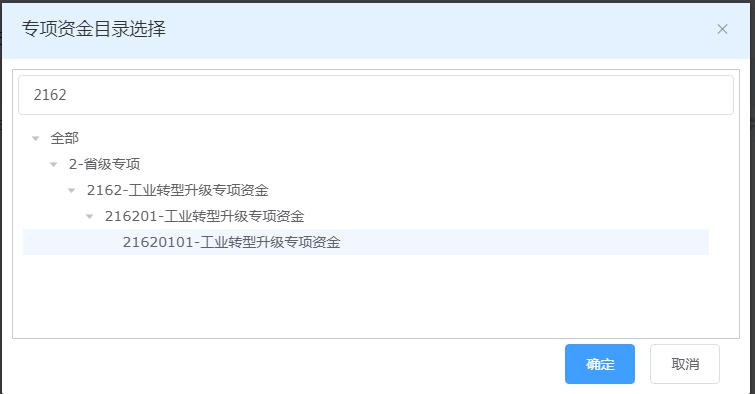 专项资金目录选择
2162
全部
2-省级专项
2162-工业转型升级专项资金
216201-工业转型升级专项资金
21620101-工业转型升级专项资金
确定 取消